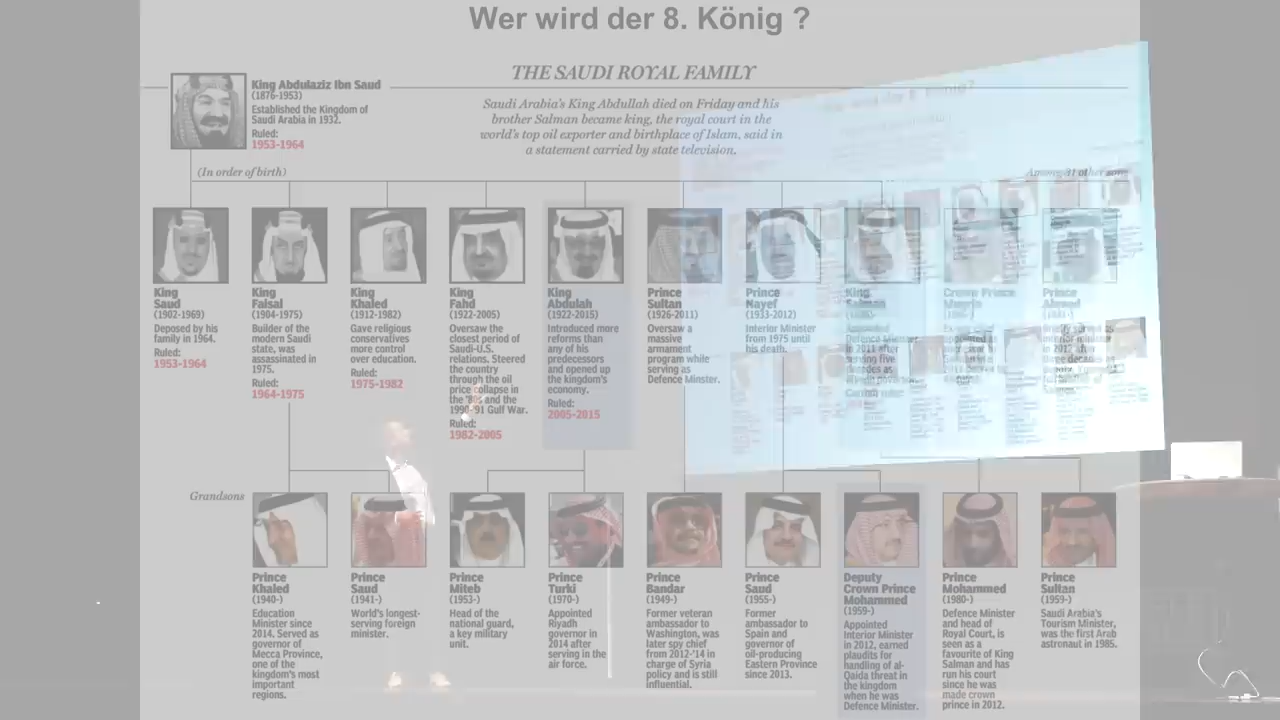 Wer wird der 8. König ?
THE SAUDI ROYAL FAMILY
King Abdulaziz Ibn Saud
(1876-1953)
Established the Kingdom of
Saudi Arabia in 1932.
Ruled:
1953-1964
Saudi Arabia's King Abdullah died on Friday and his
brother Salman became king, the royal court in the
world's top oil exporter and birthplace of Islam, said in
a statement carried by state television.
(In order of birth)
King
Saud
(1902-1969)
Deposed by his
family in 1964.
Ruled:
1953-1964
King
Faisal
(1904-1975)
Builder of the
modern Saudi
state, was
assassinated in
1975.
Ruled:
1964-1975
King
Khaled
(1912-1982)
Gave religious
conservatives
more control
over education.
Ruled:
1975-1982
King
Fahd
(1922-2005)
Oversaw the
closest period of
Saudi-U.S.
relations. Steered
the country
through the oil
price collapse in
the '80s and the
1990-91 Gulf War.
Ruled:
1982-2005
King
Abdulah
(1922-2015)
Introduced more
reforms than
any of his
predecessors
and opened up
the kingdom's
economy.
Ruled:
2005-2015
Prince
Sultan
(1926-2011)
Oversaw a
massive
armament
program while
serving as
Defence Minster.
Prince
Nayef
(1933-2012)
Interior Minister
from 1975 until
his death.
King
Salman
Appointed
Defence Minister
in 2011 after
serving five
decades as
Crown Prince
Prince
Grandsons
Prince
Khaled
(1940-)
Education
Minister since
2014. Served as
governor of
Mecca Province,
one of the
kingdom's most
important
regions.
Prince
Saud
(1941-)
World's longest-
serving foreign
minister.
Prince
Miteb
(1953-)
Head of the
national guard,
a key military
unit.
Prince
Turki
(1970-)
Appointed
Riyadh
governor in
2014 after
serving in the
air force.
Prince
Bandar
(1949-)
Former veteran
ambassador to
Washington, was
later spy chief
from 2012-'14 in
charge of Syria
policy and is still
influential.
Prince
Saud
(1955-)
Former
ambassador to
Spain and
governor of
oil-producing
Eastern Province
since 2013.
Deputy
Crown Prince
Mohammed
(1959-)
Appointed
Interior Minister
in 2012, earned
plaudits for
handling of al-
Qaida threat in
the kingdom
when he was
Defence Minister.
Prince
Mohammed
(1980-)
Defence Minister
and head of
Royal Court, is
seen as a
favourite of King
Salman and has
run his court
since he was
made crown
prince in 2012.
Prince
Sultan
(1959-)
Saudi Arabia's
Tourism Minister,
was the first Arab
astronaut in 1985.